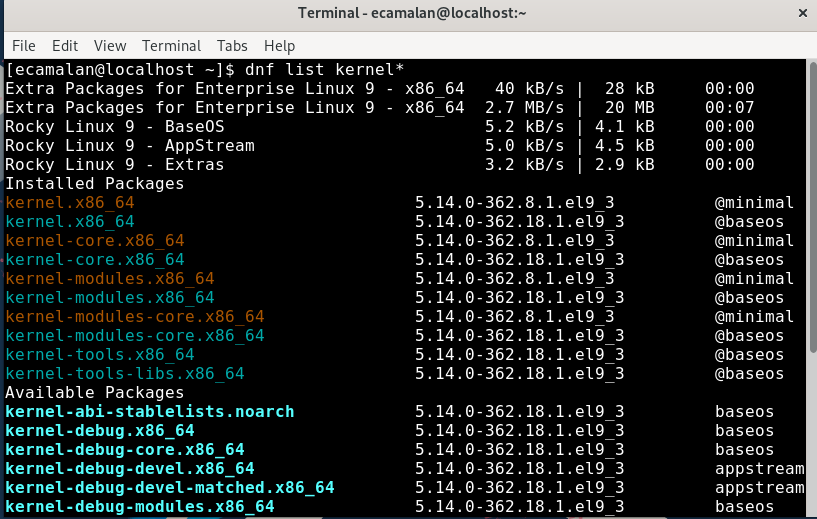 Terminal - ecamalan@localhost:~
File Edit View Terminal Tabs Help
[ecamalan@localhost ~]$ dnf list kernel*
Extra Packages for Enterprise Linux 9 - x86_64   40 kB/s |  28 kB     00:00
Extra Packages for Enterprise Linux 9 - x86_64  2.7 MB/s |  20 MB     00:07
Rocky Linux 9 - BaseOS                          5.2 kB/s | 4.1 kB     00:00
Rocky Linux 9 - AppStream                       5.0 kB/s | 4.5 kB     00:00
Rocky Linux 9 - Extras                          3.2 kB/s | 2.9 kB     00:00
Installed Packages
kernel.x86_64                            5.14.0-362.8.1.el9_3          @minimal
kernel.x86_64                            5.14.0-362.18.1.el9_3         @baseos
kernel-core.x86_64                       5.14.0-362.8.1.el9_3          @minimal
kernel-core.x86_64                       5.14.0-362.18.1.el9_3         @baseos
kernel-modules.x86_64                    5.14.0-362.8.1.el9_3          @minimal
kernel-modules.x86_64                    5.14.0-362.18.1.el9_3         @baseos
kernel-modules-core.x86_64               5.14.0-362.8.1.el9_3          @minimal
kernel-modules-core.x86_64               5.14.0-362.18.1.el9_3         @baseos
kernel-tools.x86_64                      5.14.0-362.18.1.el9_3         @baseos
kernel-tools-libs.x86_64                 5.14.0-362.18.1.el9_3         @baseos
Available Packages
kernel-abi-stablelists.noarch            5.14.0-362.18.1.el9_3         baseos
kernel-debug.x86_64                      5.14.0-362.18.1.el9_3         baseos
kernel-debug-core.x86_64                 5.14.0-362.18.1.el9_3         baseos
kernel-debug-devel.x86_64                5.14.0-362.18.1.el9_3         appstream
kernel-debug-devel-matched.x86_64        5.14.0-362.18.1.el9_3         appstream
kernel-debug-modules.x86_64              5.14.0-362.18.1.el9_3         baseos